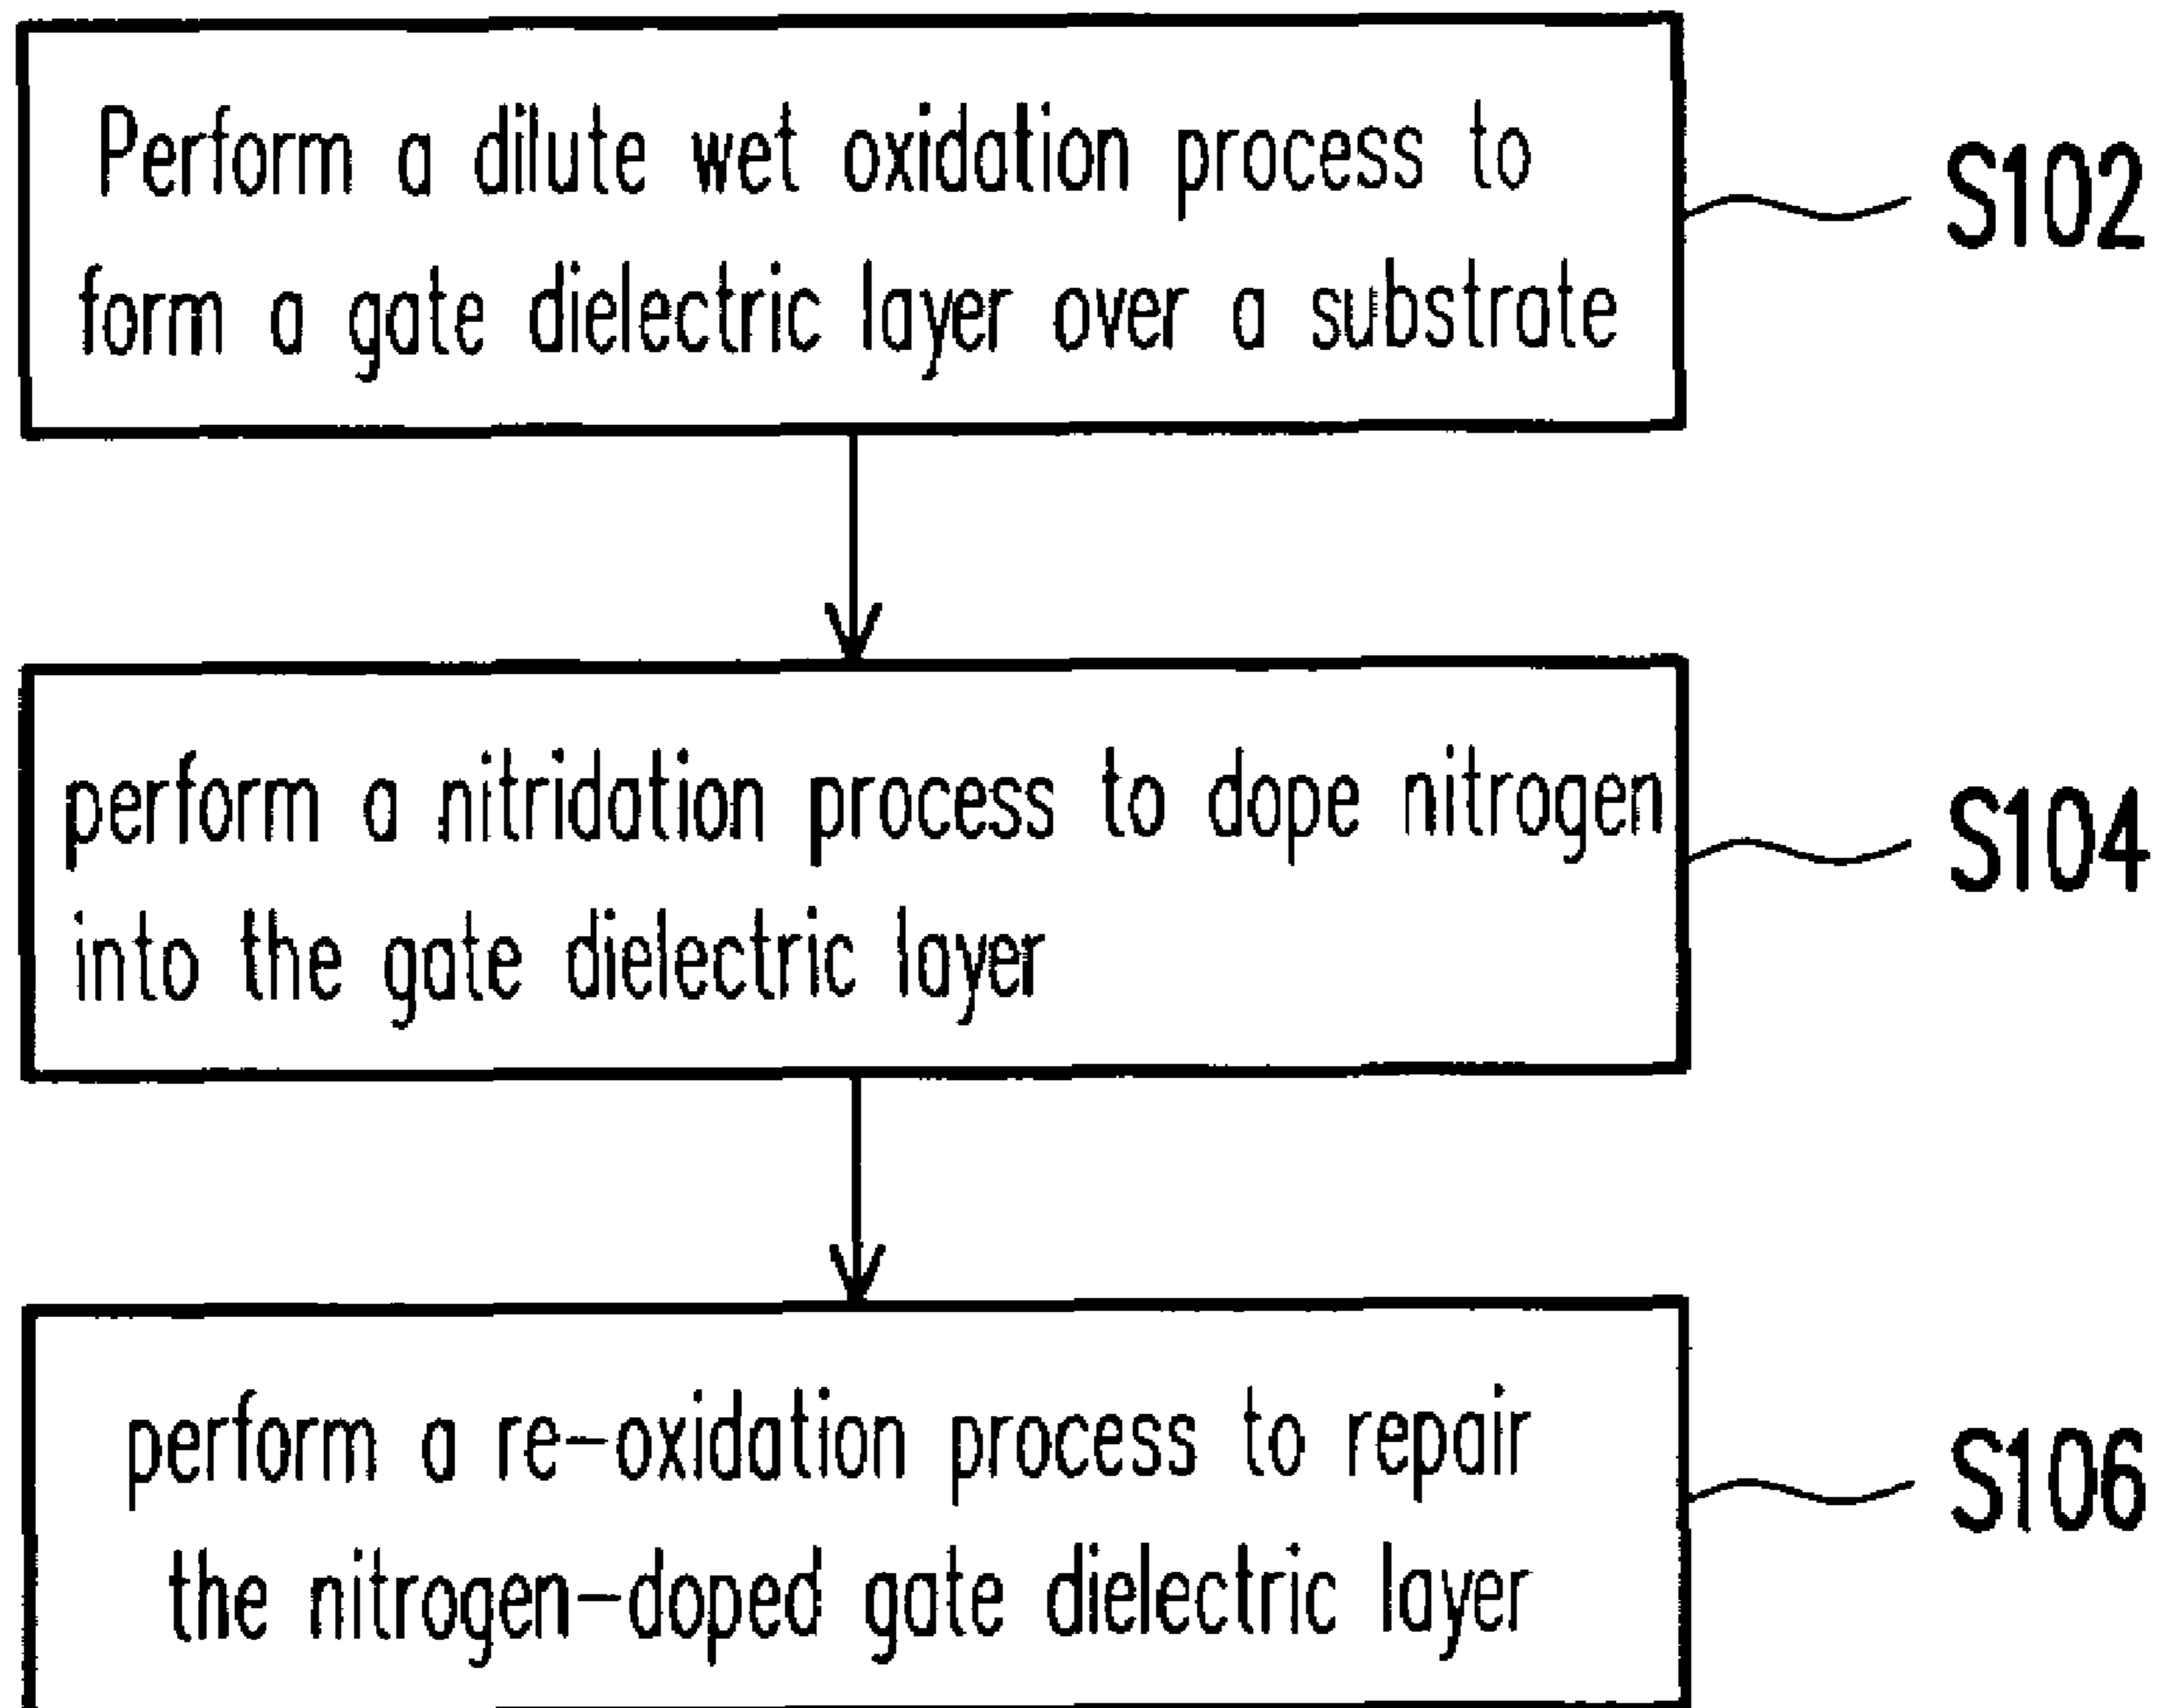 Perform a dilute wet oxidation process to
form a gate dielectric layer over a substrate
S102
perform a nitridation process to dope nitrogen
into the gate dielectric layer
S104
perform a re-oxidation process to repair
the nitrogen-doped gate dielectric layer
S106